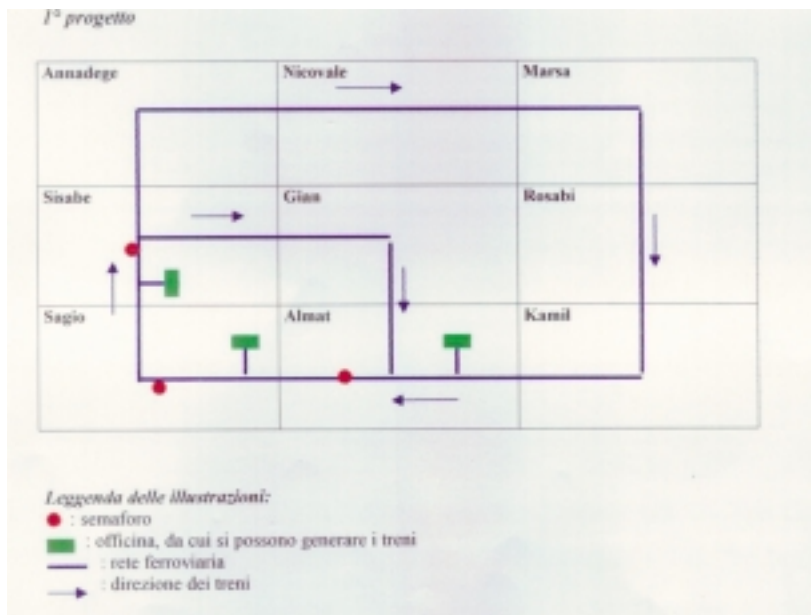 1° progetto
Annadege Nicovale Marsa
Sisabe Gian Rosabi
Sagio Almat Kamil
Leggenda delle illustrazioni:
: semaforo
: officina, da cui si possono generare i treni
: rete ferroviaria
: direzione dei treni